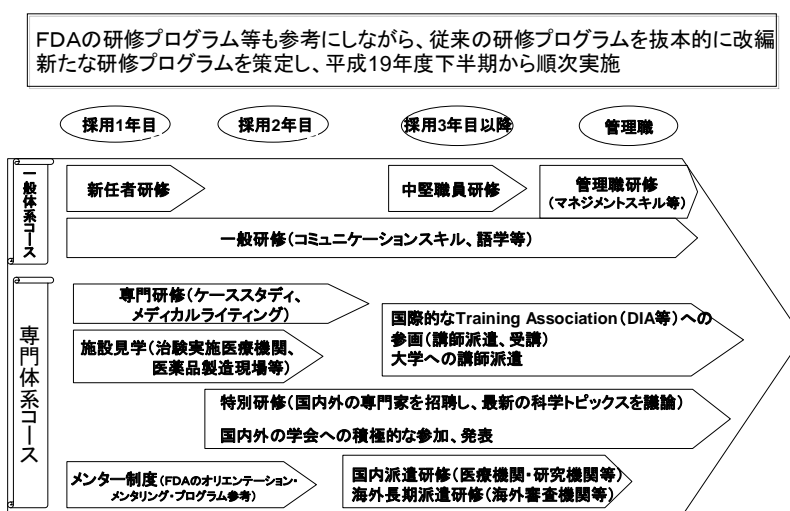 FDAの研修プログラム等も参考にしながら、従来の研修プログラムを抜本的に改編
新たな研修プログラムを策定し、平成19年度下半期から順次実施
採用1年目
採用2年目
採用3年目以降
管理職
一般体系コース
新任者研修
中堅職員研修
管理職研修
(マネジメントスキル等)
一般研修(コミュニケーションスキル、語学等)
専門体系コース
専門研修(ケーススタディ、
メディカルライティング)
施設見学(治験実施医療機関、
医薬品製造現場等)
国際的なTraining Association(DIA等)への
参画(講師派遣、受講)
大学への講師派遣
特別研修(国内外の専門家を招聘し、最新の科学トピックスを議論)
国内外の学会への積極的な参加、発表
メンター制度(FDAのオリエンテーション・
メンタリング・プログラム参考)
国内派遣研修(医療機関・研究機関等)
海外長期派遣研修(海外審査機関等)